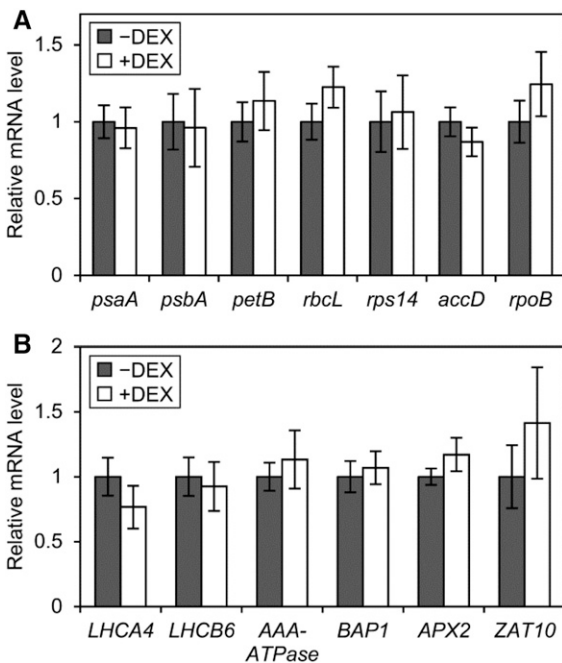 A
−DEX
+DEX
Relative mRNA level
1.5
1
0.5
0
psaA psbA petB rbcL rps14 accD rpoB
B
−DEX
+DEX
Relative mRNA level
2
1.5
1
0.5
0
LHCA4 LHCB6 AAA- BAP1 APX2 ZAT10
ATPase